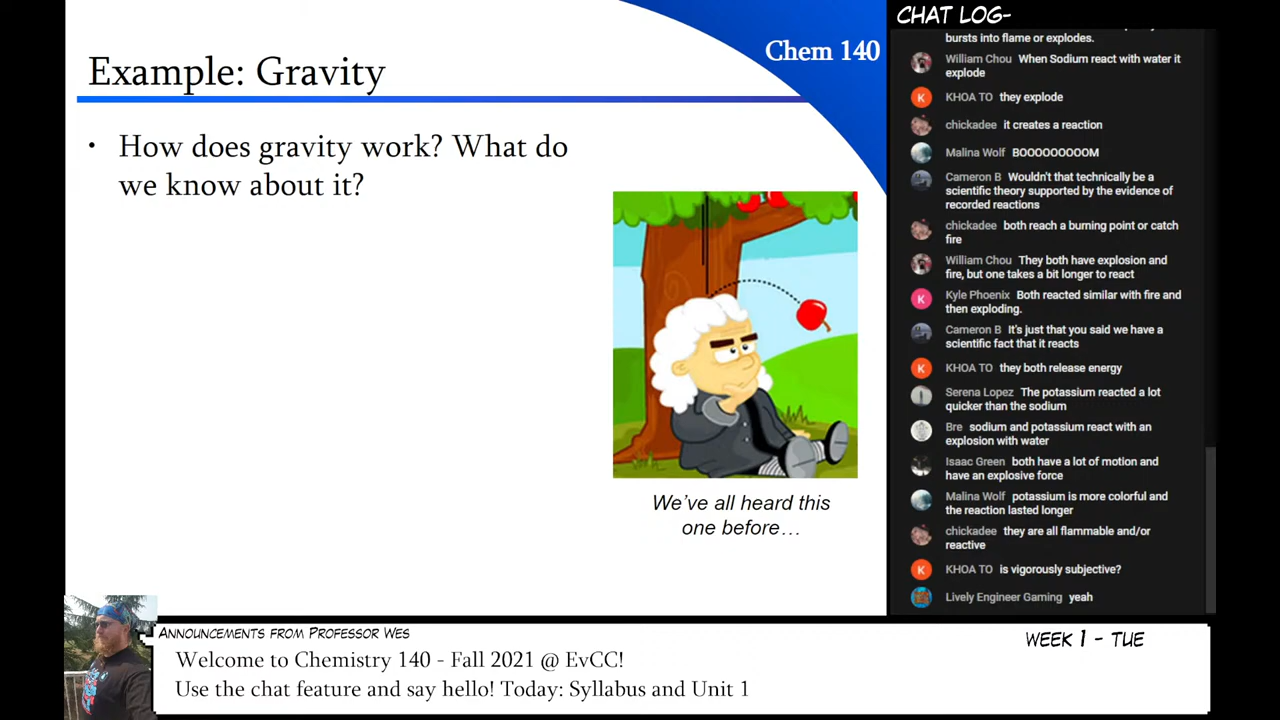 CHAT LOG-
Chem 140
Example: Gravity
• How does gravity work? What do
we know about it?
We've all heard this
one before…
bursts into flame or explodes.
William Chou When Sodium react with water it
explode
K KHOA TO they explode
chickadee it creates a reaction
Malina Wolf BOOOOOOOOM
Cameron B Wouldn't that technically be a
scientific theory supported by the evidence of
recorded reactions
chickadee both reach a burning point or catch
fire
William Chou They both have explosion and
fire, but one takes a bit longer to react
K Kyle Phoenix Both reacted similar with fire and
then exploding.
Cameron B It's just that you said we have a
scientific fact that it reacts
K KHOA TO they both release energy
Serena Lopez The potassium reacted a lot
quicker than the sodium
Bre sodium and potassium react with an
explosion with water
Isaac Green both have a lot of motion and
have an explosive force
Malina Wolf potassium is more colorful and
the reaction lasted longer
chickadee they are all flammable and/or
reactive
K KHOA TO is vigorously subjective?
Lively Engineer Gaming yeah
Announcements from Professor Wes
WEEK 1 - TUE
Welcome to Chemistry 140 - Fall 2021 @ EvCC!
Use the chat feature and say hello! Today: Syllabus and Unit 1